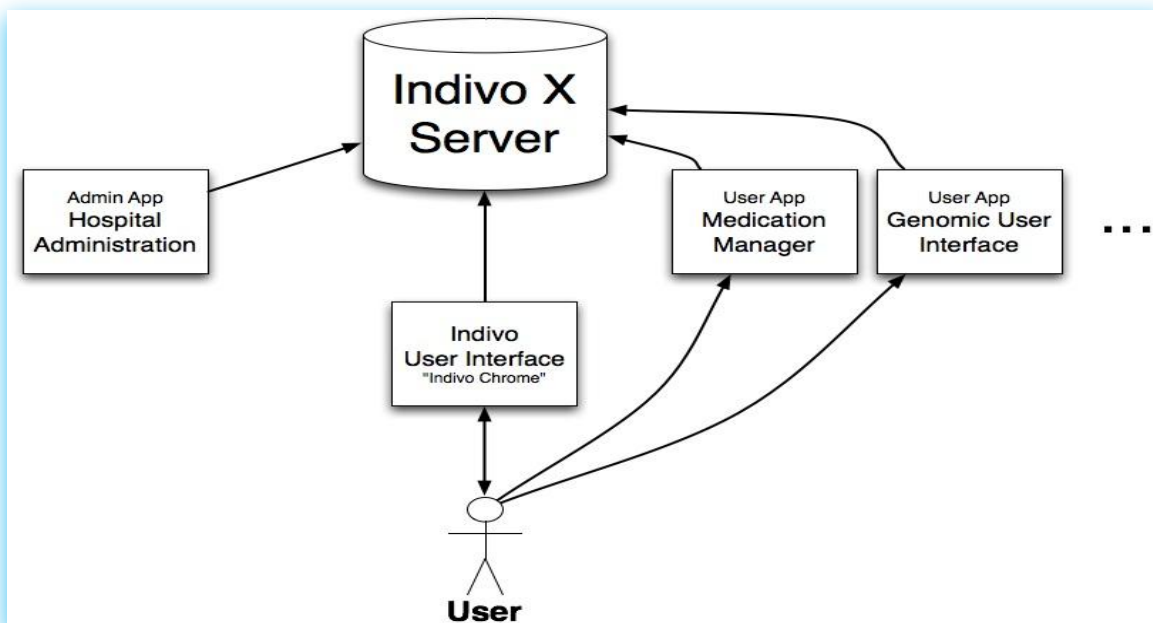 Indivo X
Server
Admin App
Hospital
Administration
User App
Medication
Manager
User App
Genomic User
Interface
...
Indivo
User Interface
"Indivo Chrome"
User